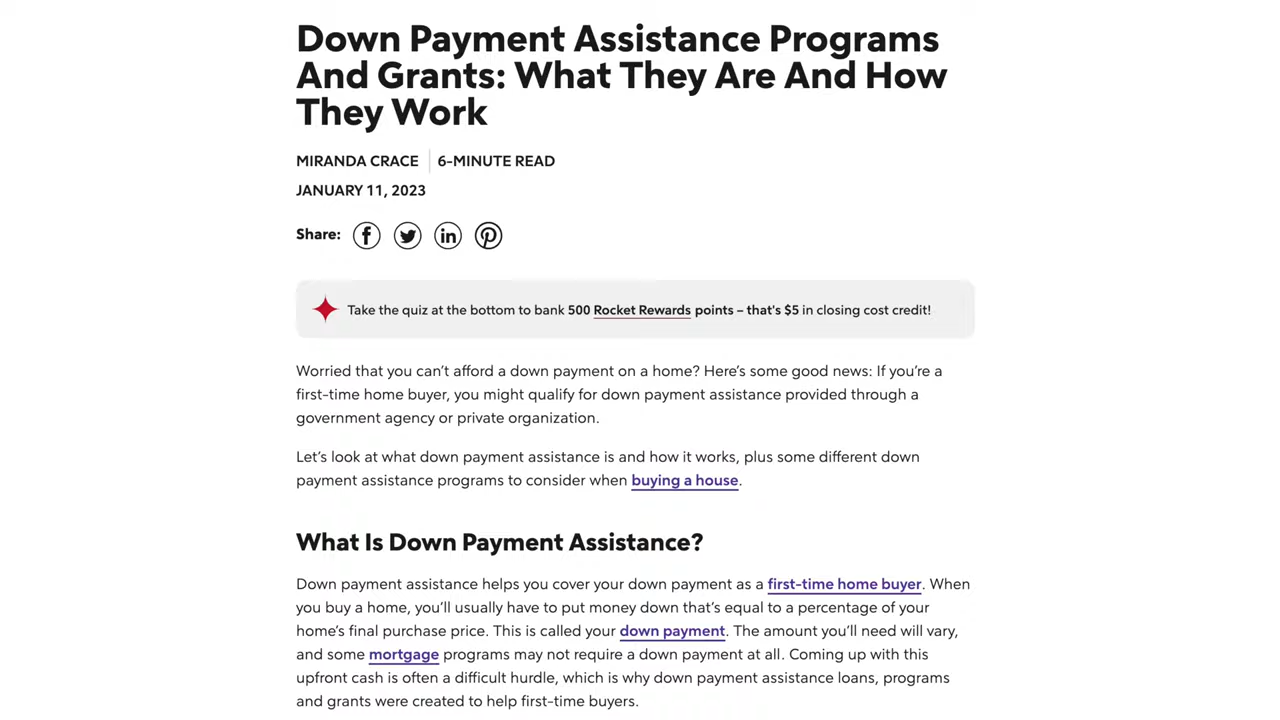 Down Payment Assistance Programs
And Grants: What They Are And How
They Work
MIRANDA CRACE
6-MINUTE READ
JANUARY 11, 2023
Share:
Take the quiz at the bottom to bank 500 Rocket Rewards points – that's $5 in closing cost credit!
Worried that you can’t afford a down payment on a home? Here’s some good news: If you’re a
first-time home buyer, you might qualify for down payment assistance provided through a
government agency or private organization.
Let’s look at what down payment assistance is and how it works, plus some different down
payment assistance programs to consider when buying a house.
What Is Down Payment Assistance?
Down payment assistance helps you cover your down payment as a first-time home buyer. When
you buy a home, you’ll usually have to put money down that’s equal to a percentage of your
home’s final purchase price. This is called your down payment. The amount you’ll need will vary,
and some mortgage programs may not require a down payment at all. Coming up with this
upfront cash is often a difficult hurdle, which is why down payment assistance loans, programs
and grants were created to help first-time buyers.